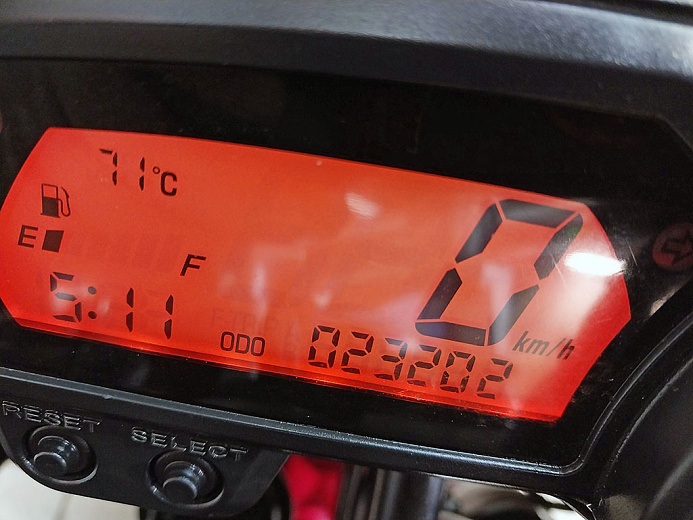 71°C
0
km/h
E
F
5:11
ODO
023202
RESET
SELECT